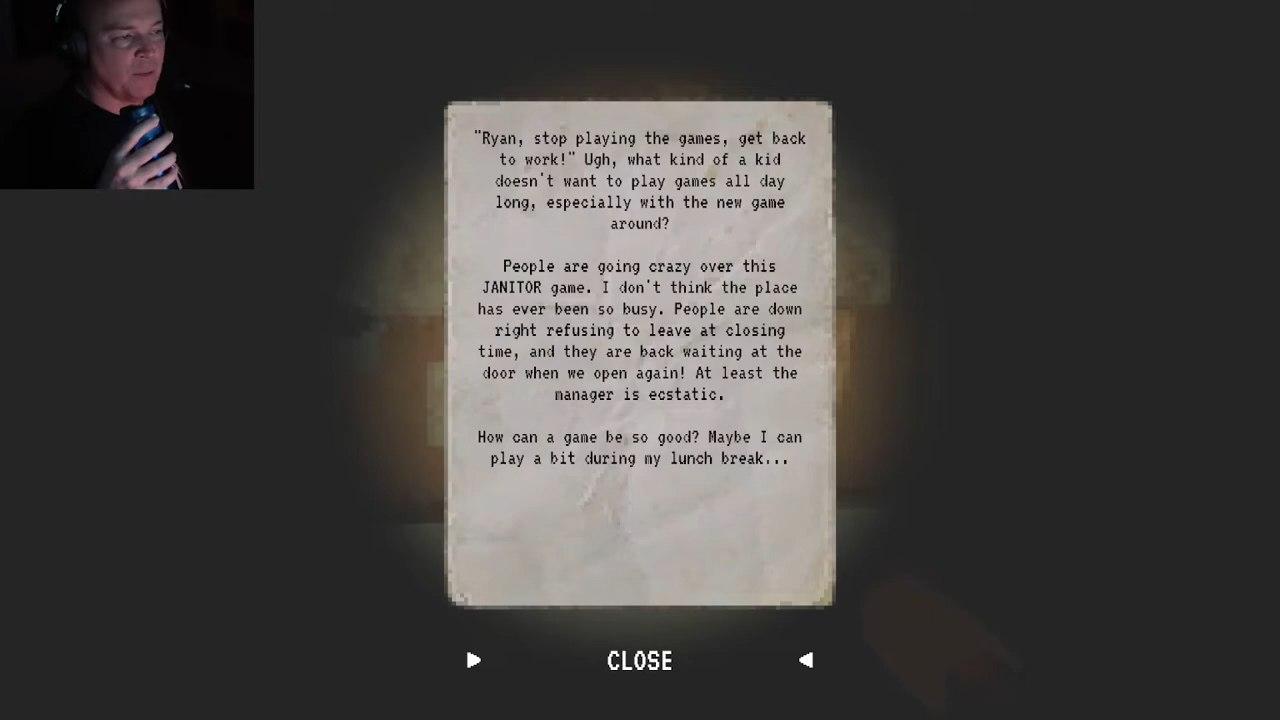 "Ryan, stop playing the games, get back
to work!" Ugh, what kind of a kid
doesn't want to play games all day
long, especially with the new game
around?
People are going crazy over this
JANITOR game. I don't think the place
has ever been so busy. People are down
right refusing to leave at closing
time, and they are back waiting at the
door when we open again! At least the
manager is ecstatic.
How can a game be so good? Maybe I can
play a bit during my lunch break...
CLOSE